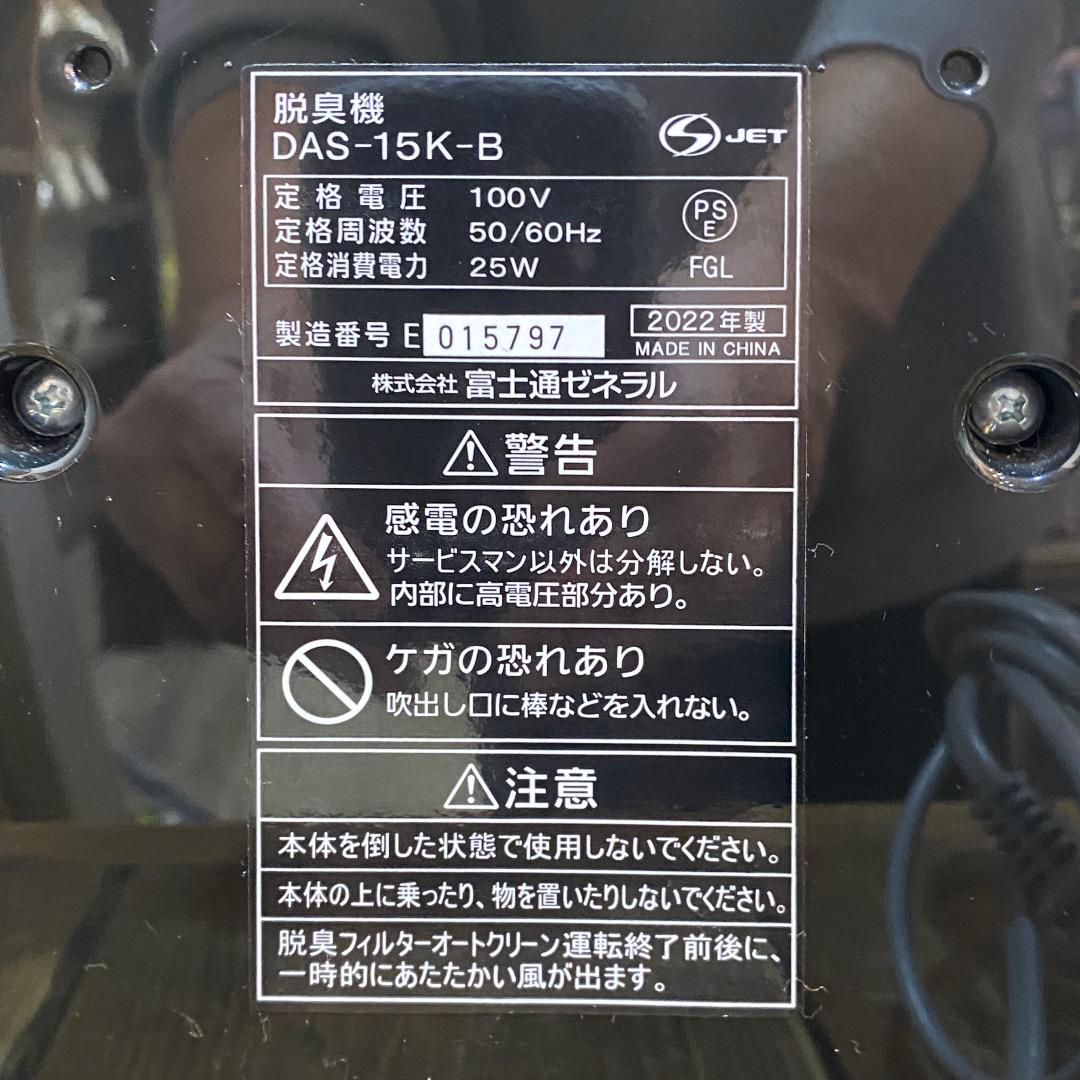 脱臭機
DAS-15K-B
S JET
定格電圧 100V
定格周波数 50/60Hz
定格消費電力 25W
PS
E
FGL
製造番号 E 015797
2022年製
MADE IN CHINA
株式会社 富士通ゼネラル
警告
感電の恐れあり
サービスマン以外は分解しない。
内部に高電圧部分あり。
ケガの恐れあり
吹出し口に棒などを入れない。
注意
本体を倒した状態で使用しないでください。
本体の上に乗ったり、物を置いたりしないでください。
脱臭フィルターオートクリーン運転終了前後に、
一時的にあたたかい風が出ます。